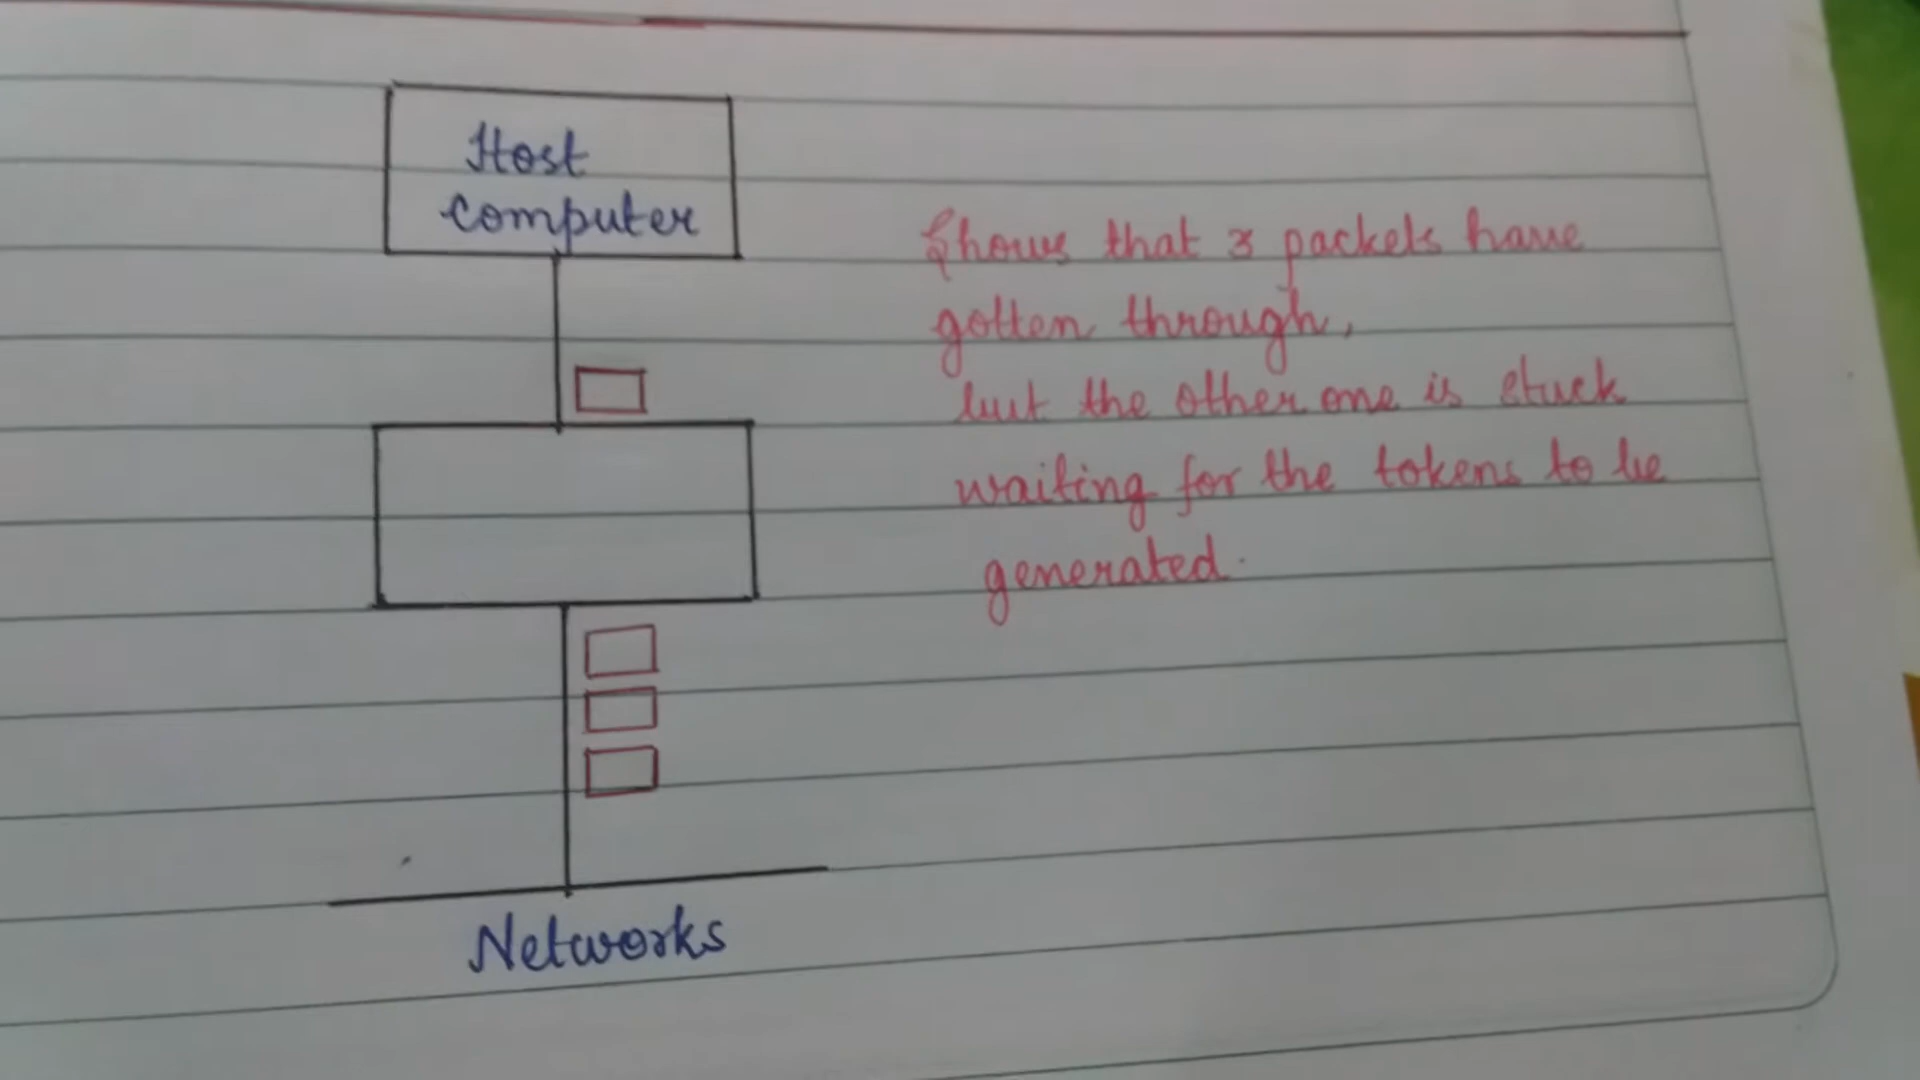 Host
computer
Shows that 3 packets have
gotten through,
but the other one is stuck
waiting for the tokens to be
generated.
Networks